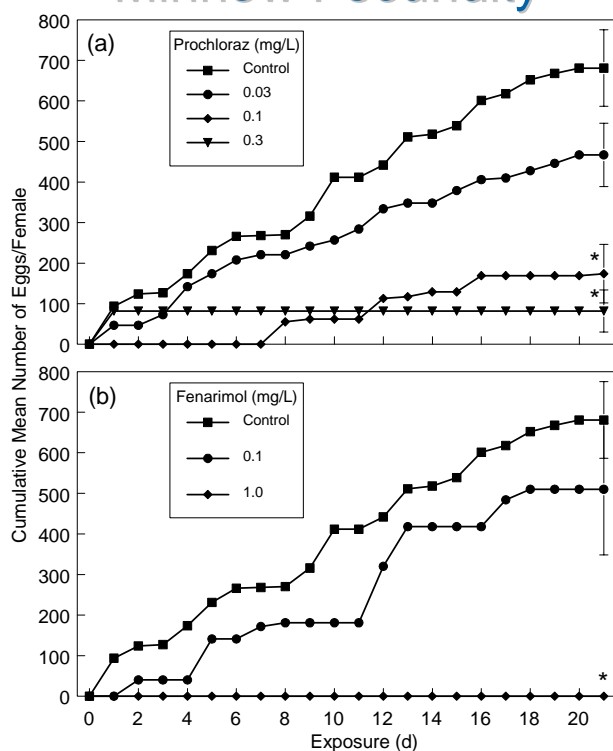 Minnow Fecundity
800
(a)
Prochloraz (mg/L)
Control
0.03
0.1
0.3
700
600
500
400
300
200
100
0
*
*
Cumulative Mean Number of Eggs/Female
800
(b)
Fenarimol (mg/L)
Control
0.1
1.0
700
600
500
400
300
200
100
0
*
0 2 4 6 8 10 12 14 16 18 20
Exposure (d)